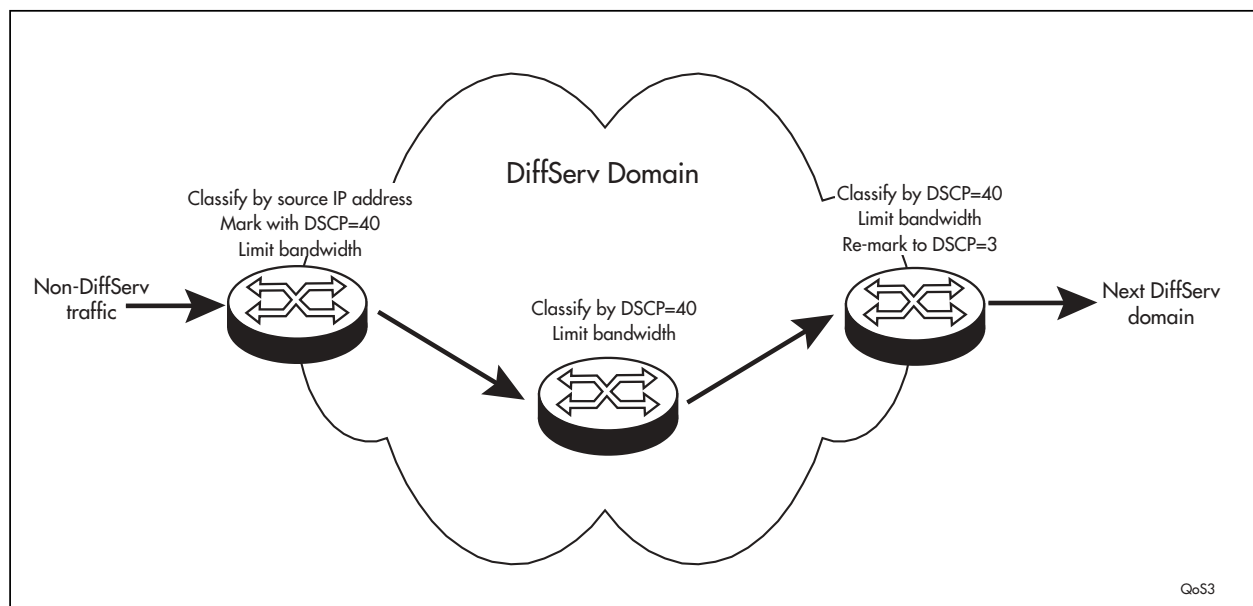 DiffServ Domain
Classify by source IP address
Mark with DSCP=40
Limit bandwidth
Non-DiffServ
traffic
Classify by DSCP=40
Limit bandwidth
Classify by DSCP=40
Limit bandwidth
Re-mark to DSCP=3
Next DiffServ
domain
QoS3